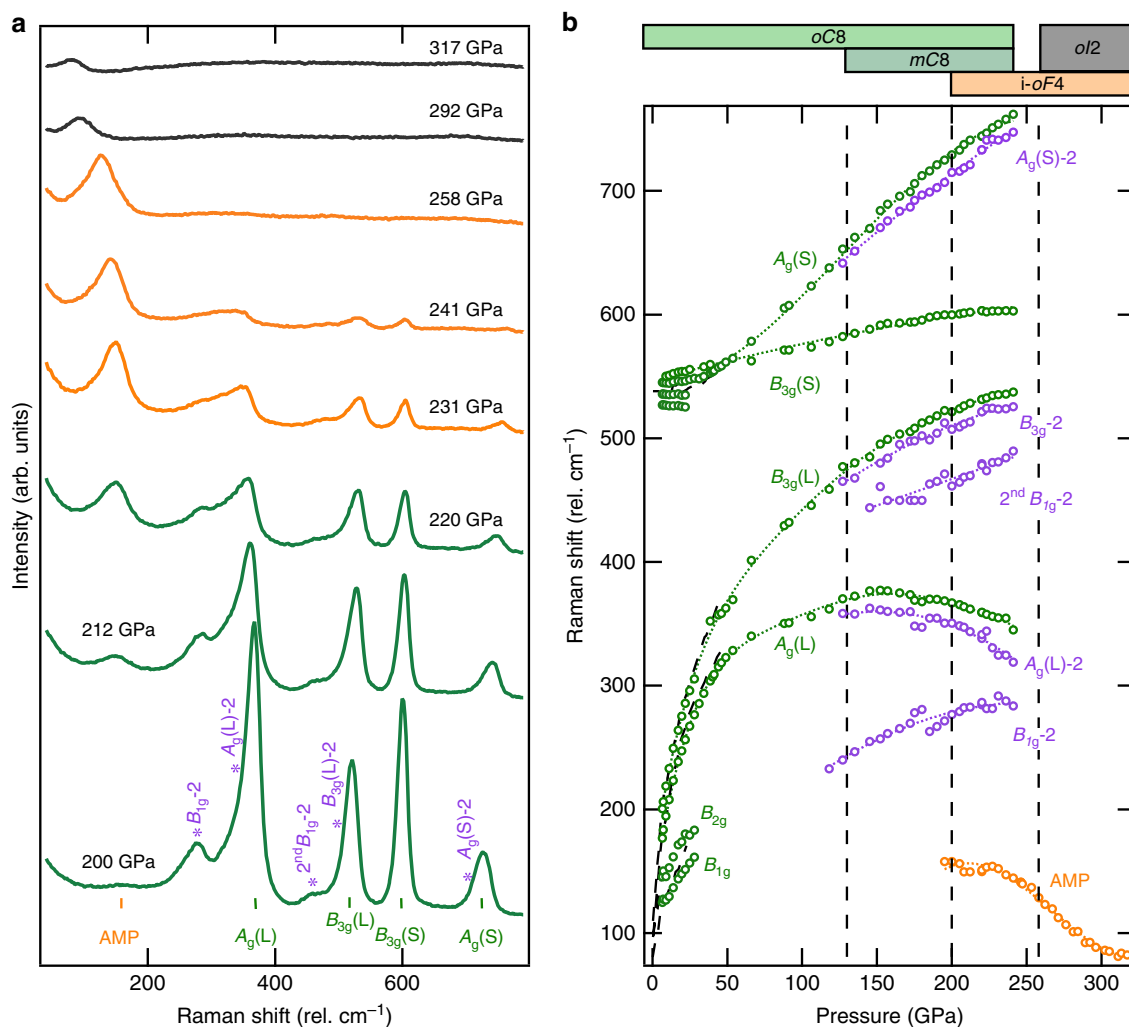 a
317 GPa
292 GPa
258 GPa
241 GPa
231 GPa
220 GPa
212 GPa
200 GPa
* B1g-2
* Ag(L)-2
* 2nd B1g-2
* B3g(L)-2
* Ag(S)-2
AMP
Ag(L)
B3g(L)
B3g(S)
Ag(S)
200 400 600
Raman shift (rel. cm−1)
Intensity (arb. units)
b
oC8
mC8
oI2
i-oF4
700
600
500
400
300
200
100
Ag(S)-2
Ag(S)
B3g(S)
B3g-2
B3g(L)
2nd B1g-2
Ag(L)
Ag(L)-2
B1g-2
B2g
B1g
AMP
0 50 100 150 200 250 300
Pressure (GPa)
Raman shift (rel. cm−1)